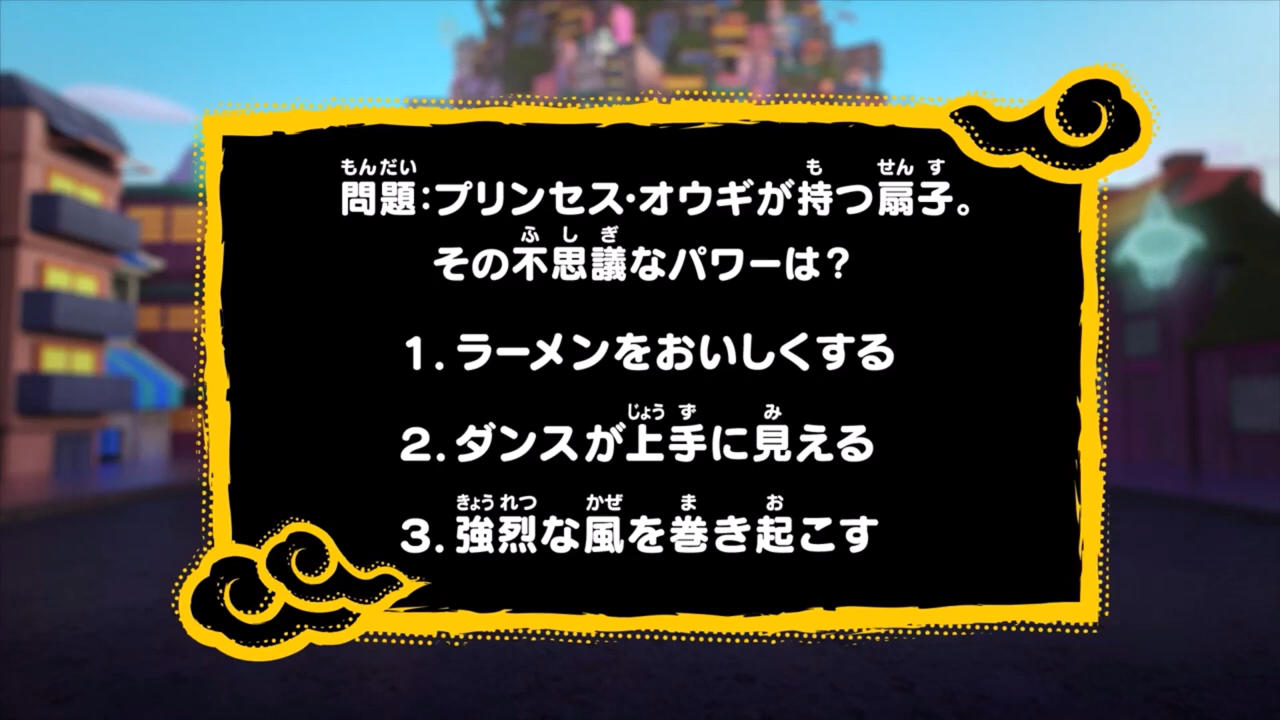 問題:プリンセス・オウギが持つ扇子。
その不思議なパワーは?
1.ラーメンをおいしくする
2.ダンスが上手に見える
3.強烈な風を巻き起こす